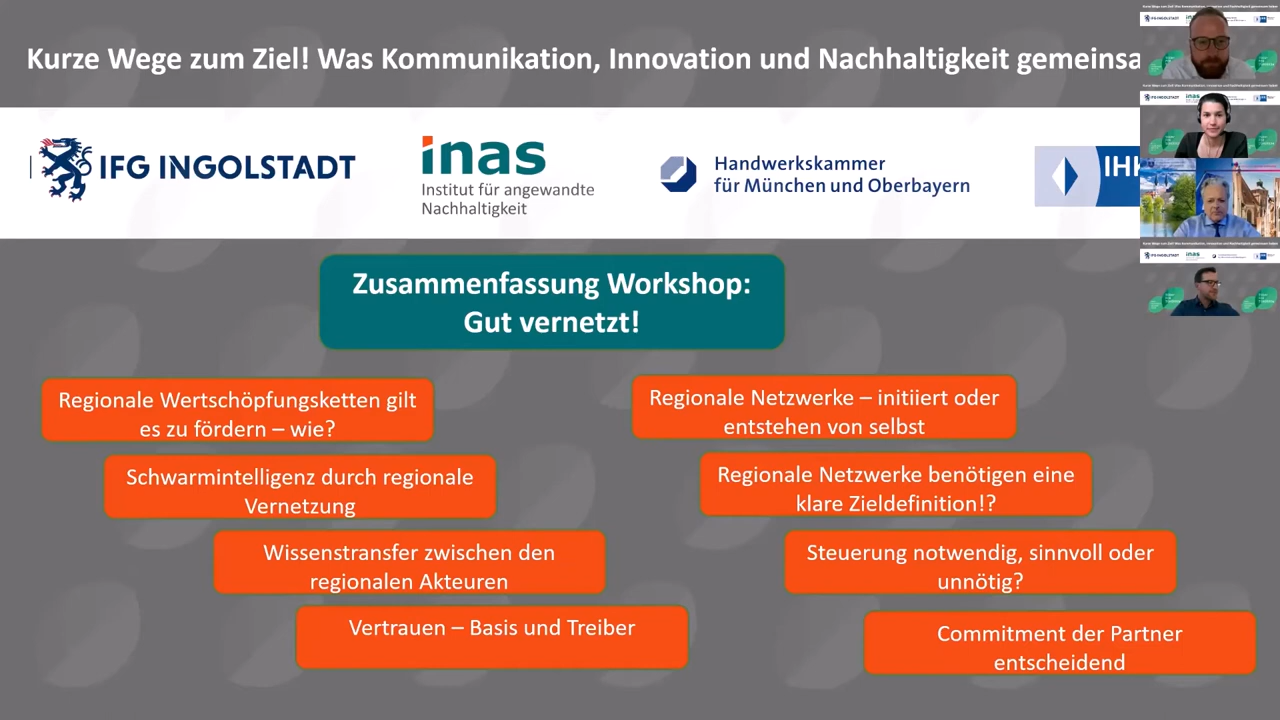 Kurze Wege zum Ziel! Was Kommunikation, Innovation und Nachhaltigkeit gemeinsa
IFG INGOLSTADT
inas
Institut für angewandte
Nachhaltigkeit
Handwerkskammer
für München und Oberbayern
IHK
Zusammenfassung Workshop:
Gut vernetzt!
Regionale Wertschöpfungsketten gilt
es zu fördern – wie?
Schwarmintelligenz durch regionale
Vernetzung
Wissenstransfer zwischen den
regionalen Akteuren
Vertrauen – Basis und Treiber
Regionale Netzwerke – initiiert oder
entstehen von selbst
Regionale Netzwerke benötigen eine
klare Zieldefinition!?
Steuerung notwendig, sinnvoll oder
unnötig?
Commitment der Partner
entscheidend